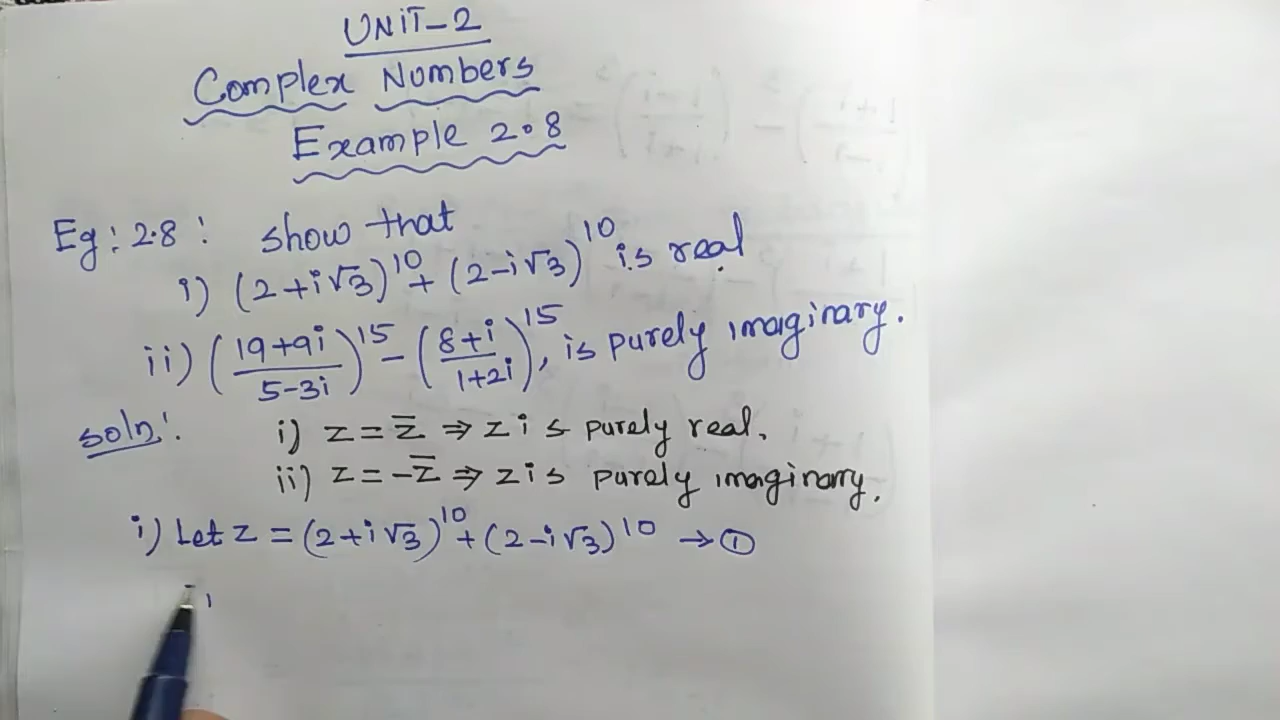 UNIT-2
Complex Numbers
Example 2.8
Eg: 2.8: show that
i) (2+i√3)^10 + (2-i√3)^10 is real
ii) ((19+9i)/(5-3i))^15 - ((8+i)/(1+2i))^15, is purely imaginary.
soln: i) z = z̅ ⇒ z is purely real.
ii) z = -z̅ ⇒ z is purely imaginary.
i) Let z = (2+i√3)^10 + (2-i√3)^10 → ①